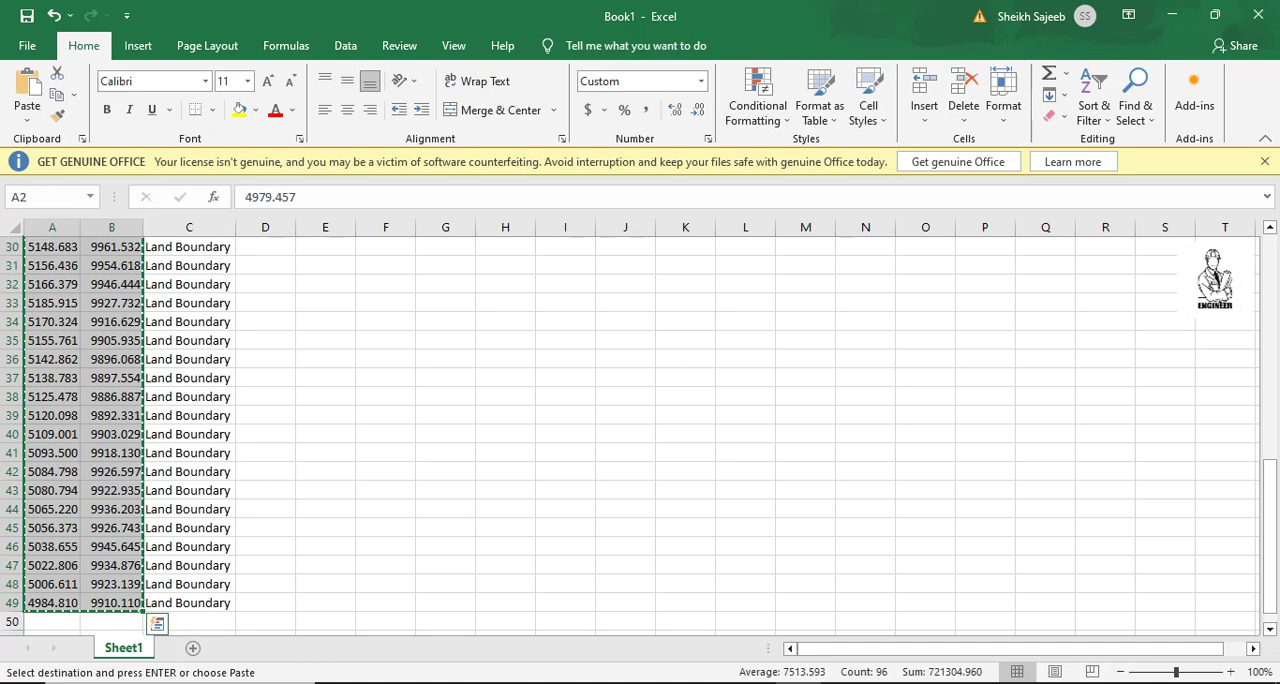 Book1 - Excel
Sheikh Sajeeb SS
File Home Insert Page Layout Formulas Data Review View Help Tell me what you want to do Share
Paste
Calibri 11
B I U
Wrap Text
Merge & Center
Custom
$ % ,
Conditional Formatting
Format as Table
Cell Styles
Insert Delete Format
Sort & Filter
Find & Select
Add-ins
Clipboard Font Alignment Number Styles Cells Editing Add-ins
GET GENUINE OFFICE Your license isn't genuine, and you may be a victim of software counterfeiting. Avoid interruption and keep your files safe with genuine Office today. Get genuine Office Learn more
A2 fx 4979.457
A B C D E F G H I J K L M N O P Q R S T
30 5148.683 9961.532 Land Boundary
31 5156.436 9954.618 Land Boundary
32 5166.379 9946.444 Land Boundary
33 5185.915 9927.732 Land Boundary
34 5170.324 9916.629 Land Boundary
35 5155.761 9905.935 Land Boundary
36 5142.862 9896.068 Land Boundary
37 5138.783 9897.554 Land Boundary
38 5125.478 9886.887 Land Boundary
39 5120.098 9892.331 Land Boundary
40 5109.001 9903.029 Land Boundary
41 5093.500 9918.130 Land Boundary
42 5084.798 9926.597 Land Boundary
43 5080.794 9922.935 Land Boundary
44 5065.220 9936.203 Land Boundary
45 5056.373 9926.743 Land Boundary
46 5038.655 9945.645 Land Boundary
47 5022.806 9934.876 Land Boundary
48 5006.611 9923.139 Land Boundary
49 4984.810 9910.110 Land Boundary
50
ENGINEER
Sheet1
Select destination and press ENTER or choose Paste Average: 7513.593 Count: 96 Sum: 721304.960 100%